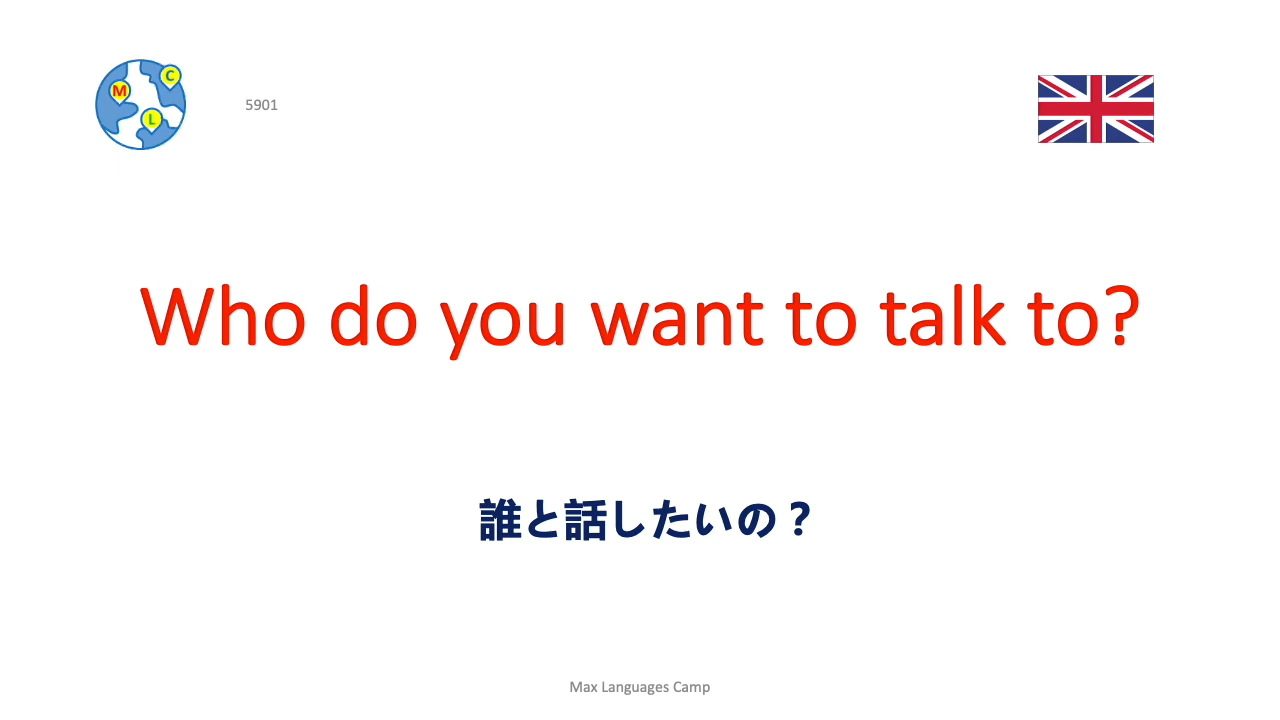 M
C
L
5901
Who do you want to talk to?
誰と話したいの？
Max Languages Camp